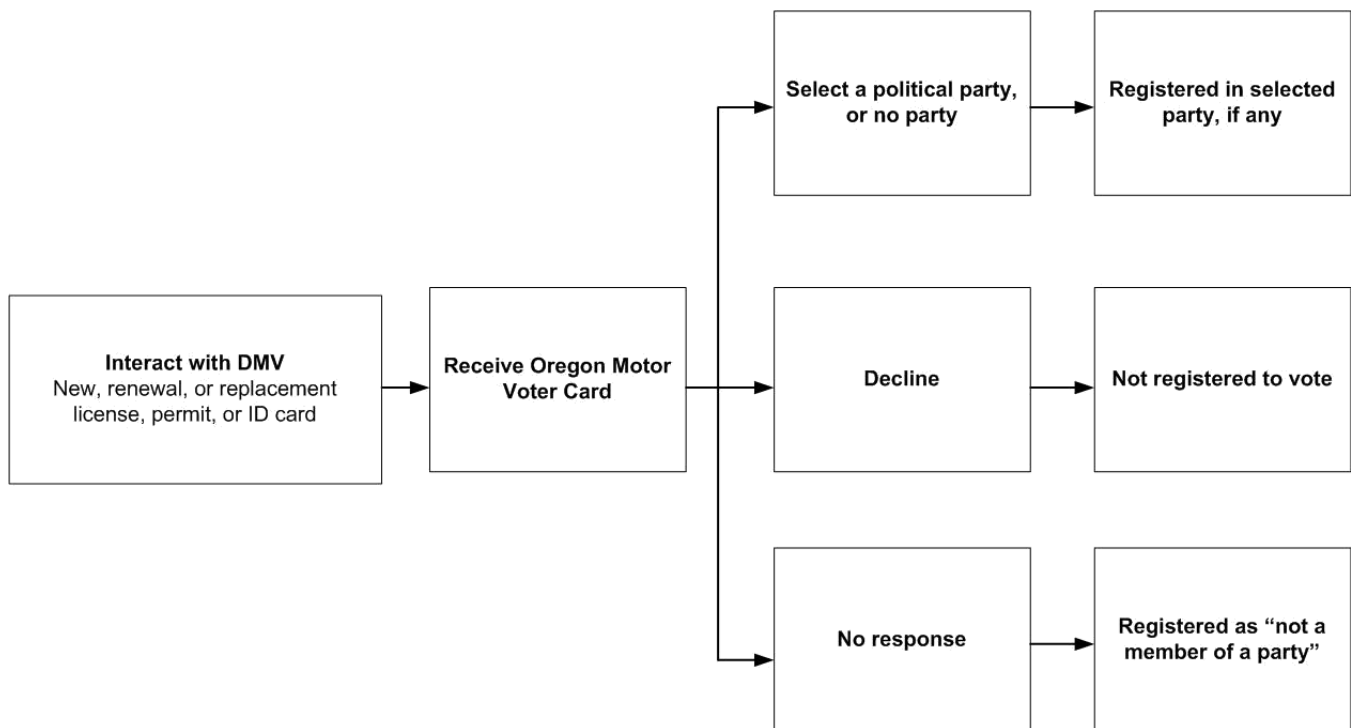 Interact with DMV
New, renewal, or replacement
license, permit, or ID card
Receive Oregon Motor
Voter Card
Select a political party,
or no party
Registered in selected
party, if any
Decline
Not registered to vote
No response
Registered as “not a
member of a party”